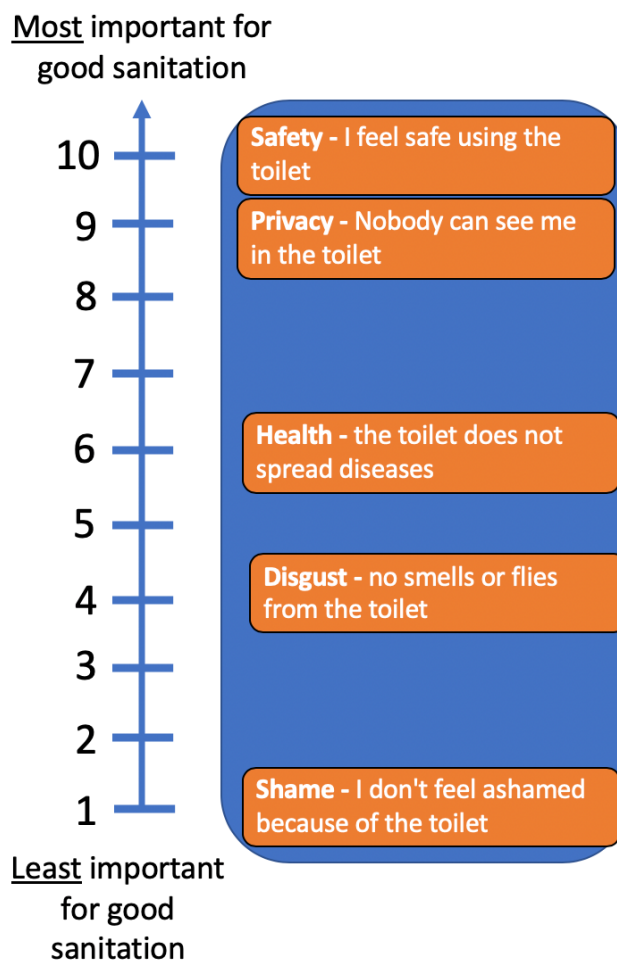 Most important for
good sanitation
10
Safety - I feel safe using the
toilet
9
Privacy - Nobody can see me
in the toilet
8
7
6
Health - the toilet does not
spread diseases
5
4
Disgust - no smells or flies
from the toilet
3
2
1
Shame - I don't feel ashamed
because of the toilet
Least important
for good
sanitation